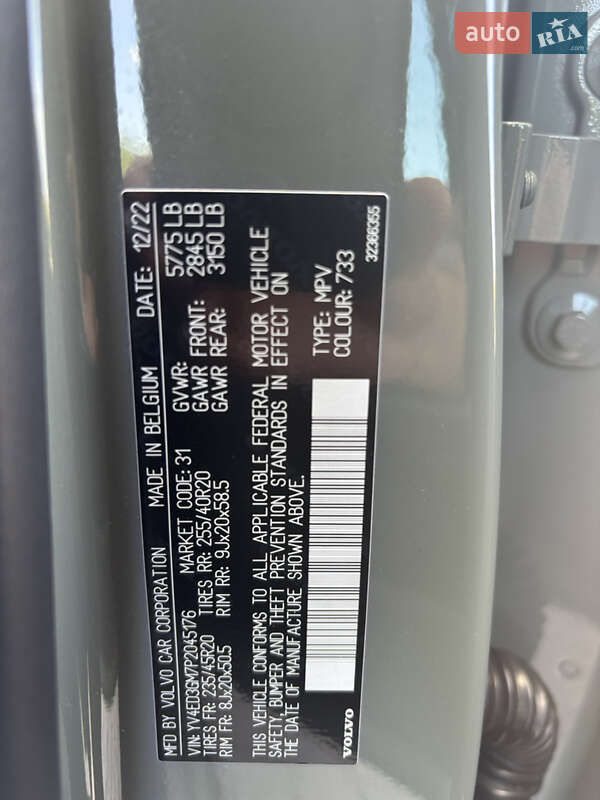 auto RIA.com
MFD BY VOLVO CAR CORPORATION MADE IN BELGIUM DATE: 12/22
VIN: YV4ED3GM7P2045176 MARKET CODE: 31 GVWR: 5775 LB
TIRES FR: 235/45R20 TIRES RR: 255/40R20 GAWR FRONT: 2845 LB
RIM FR: 8Jx20x50.5 RIM RR: 9Jx20x58.5 GAWR REAR: 3150 LB
THIS VEHICLE CONFORMS TO ALL APPLICABLE FEDERAL MOTOR VEHICLE
SAFETY, BUMPER AND THEFT PREVENTION STANDARDS IN EFFECT ON
THE DATE OF MANUFACTURE SHOWN ABOVE.
TYPE: MPV
COLOUR: 733
VOLVO 32366355